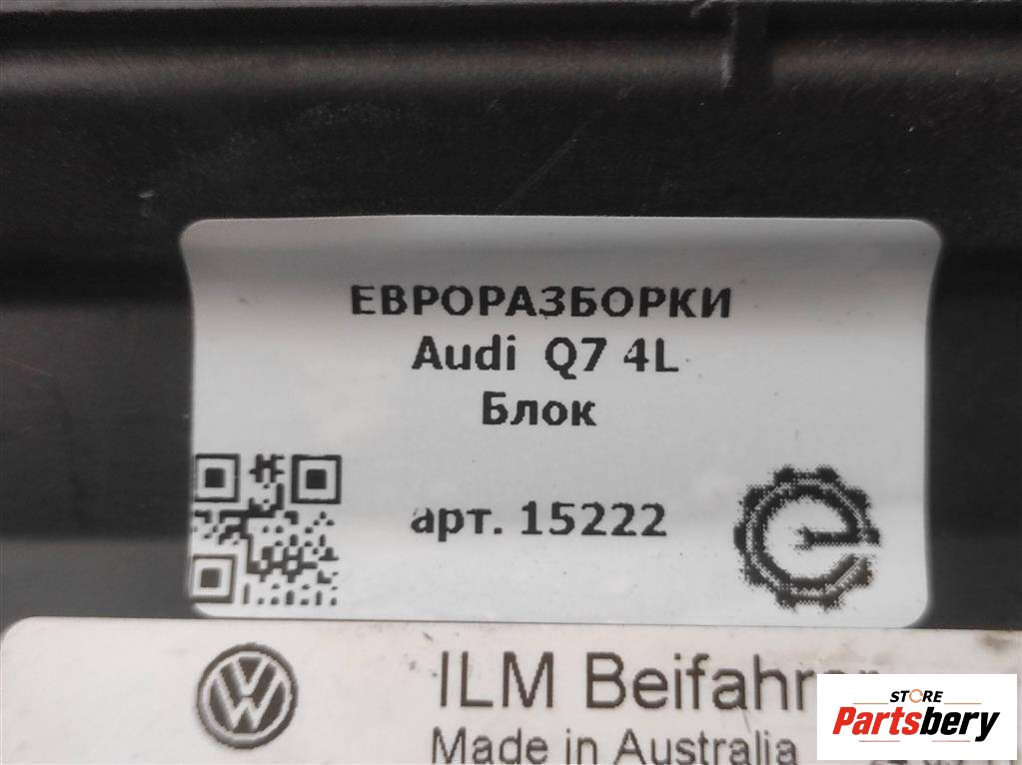 ЕВРОРАЗБОРКИ
Audi Q7 4L
Блок
арт. 15222
ILM Beifahrer
Made in Australia
STORE
Partsbery